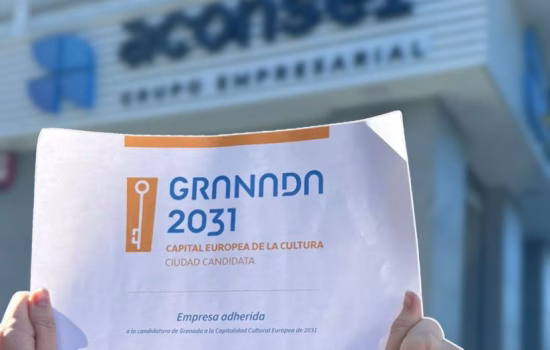 aconsei
GRUPO EMPRESARIAL
GRANADA
2031
CAPITAL EUROPEA DE LA CULTURA
CIUDAD CANDIDATA
Empresa adherida
a la candidatura de Granada a la Capitalidad Cultural Europea de 2031